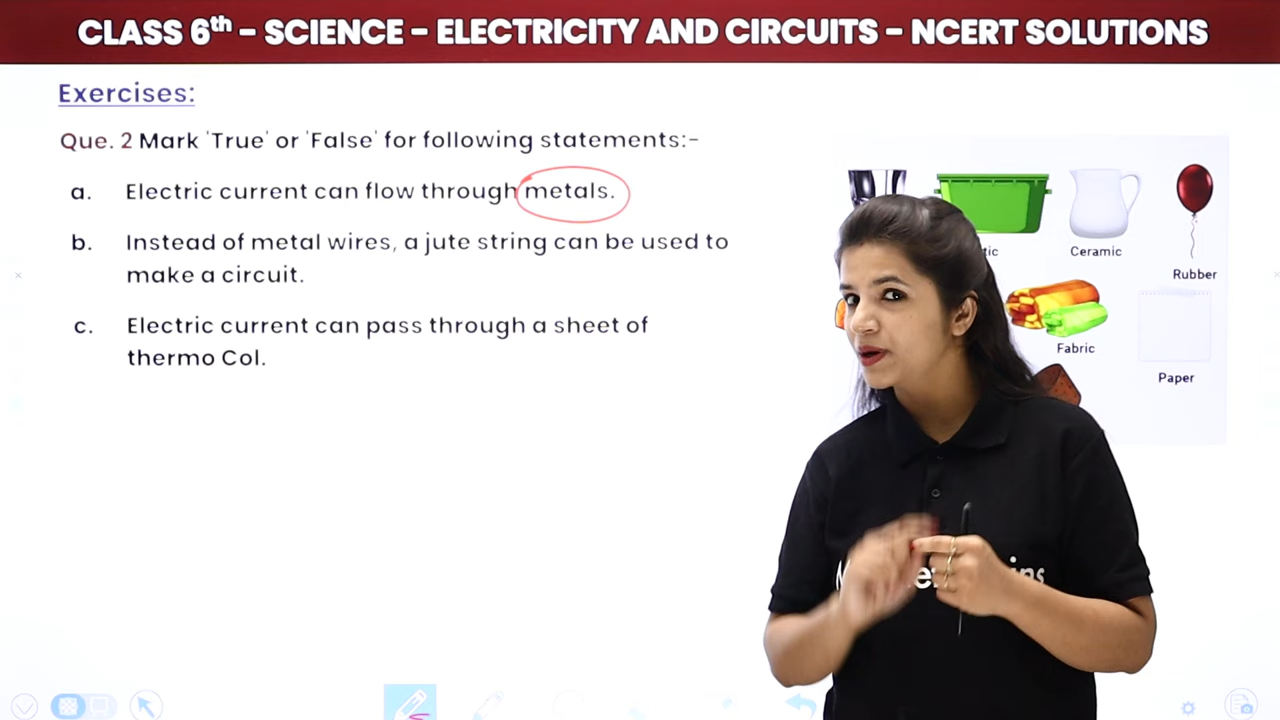 CLASS 6th – SCIENCE – ELECTRICITY AND CIRCUITS – NCERT SOLUTIONS
Exercises:
Que. 2 Mark 'True' or 'False' for following statements:-
a. Electric current can flow through metals.
b. Instead of metal wires, a jute string can be used to
make a circuit.
c. Electric current can pass through a sheet of
thermo Col.
Ceramic
Rubber
Fabric
Paper